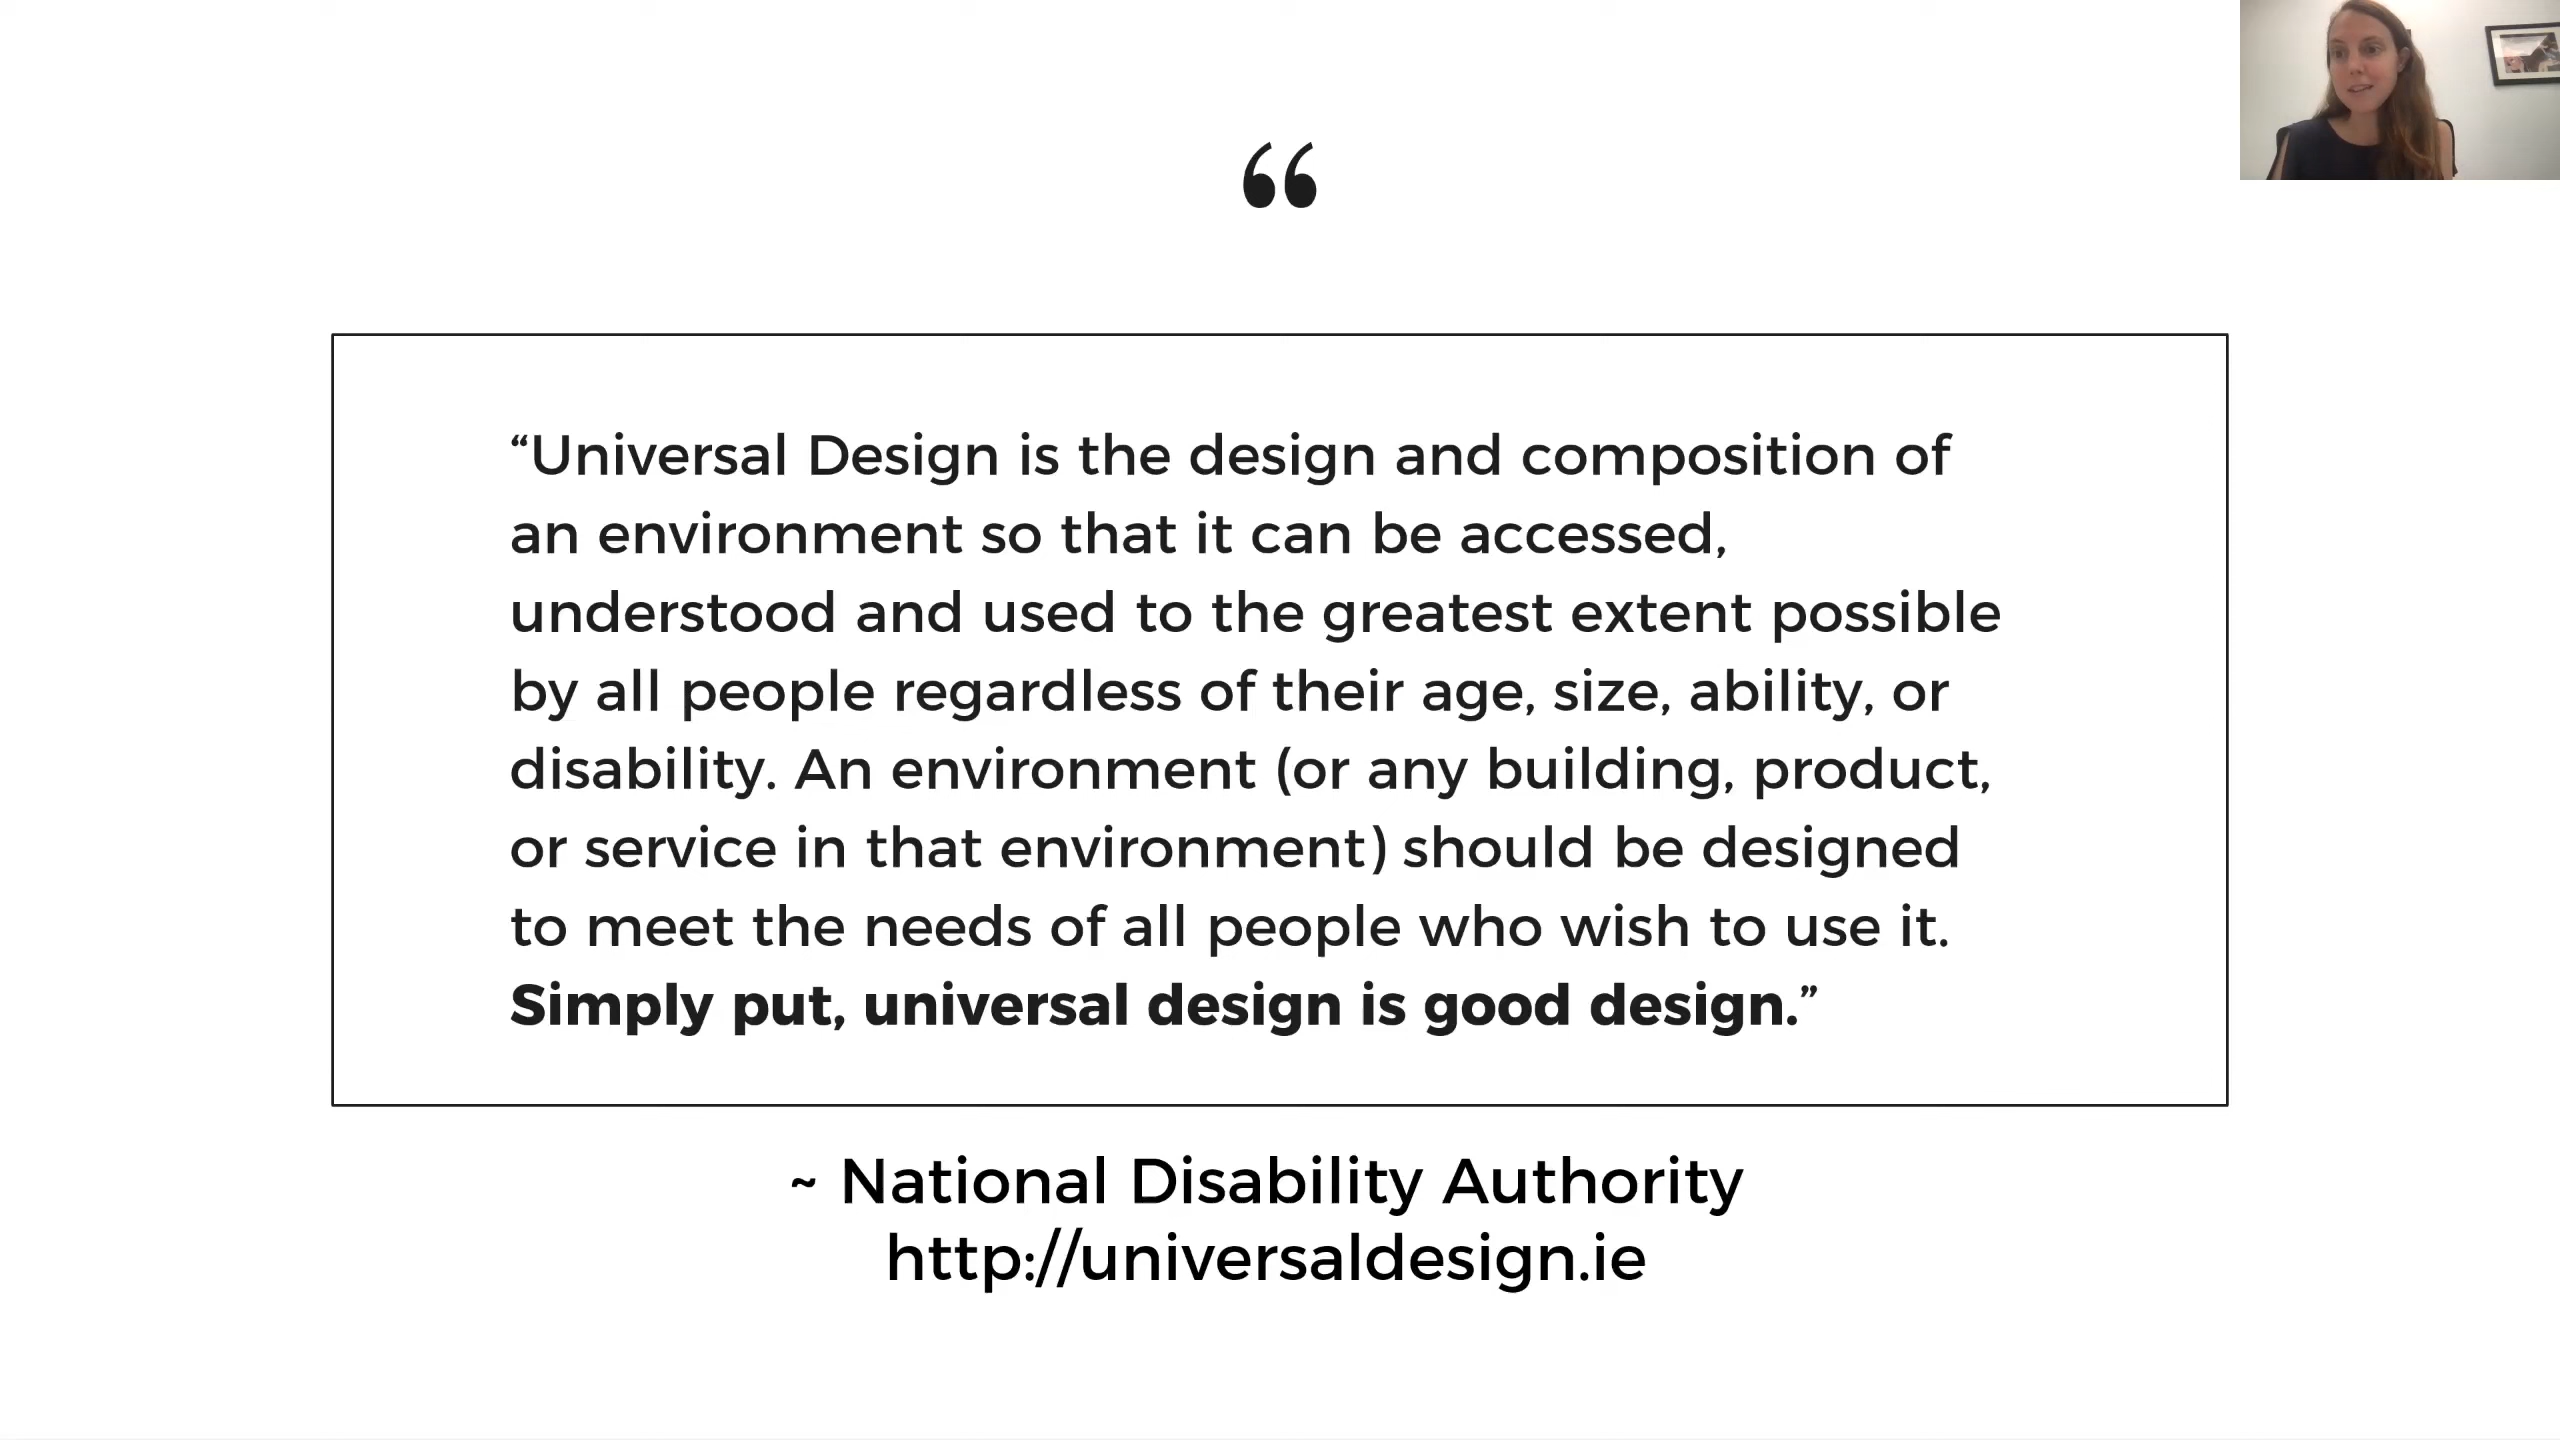 “
“Universal Design is the design and composition of
an environment so that it can be accessed,
understood and used to the greatest extent possible
by all people regardless of their age, size, ability, or
disability. An environment (or any building, product,
or service in that environment) should be designed
to meet the needs of all people who wish to use it.
Simply put, universal design is good design.”
~ National Disability Authority
http://universaldesign.ie